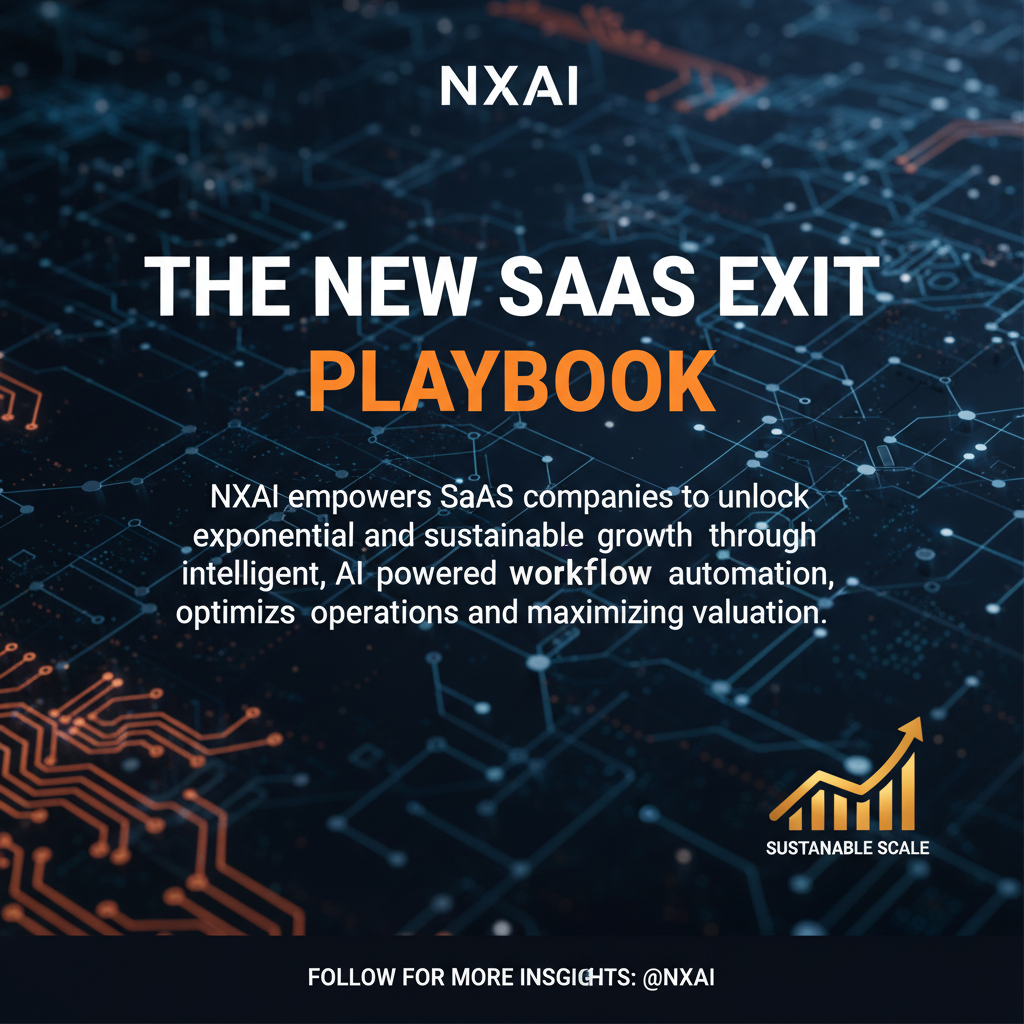 NXAI
THE NEW SAAS EXIT
PLAYBOOK
NXAI empowers SaAS companies to unlock
exponential and sustainable growth through
intelligent, AI powered workflow automation,
optimizs operations and maximizing valuation.
SUSTANABLE SCALE
FOLLOW FOR MORE INSGIGHTS: @NXAI